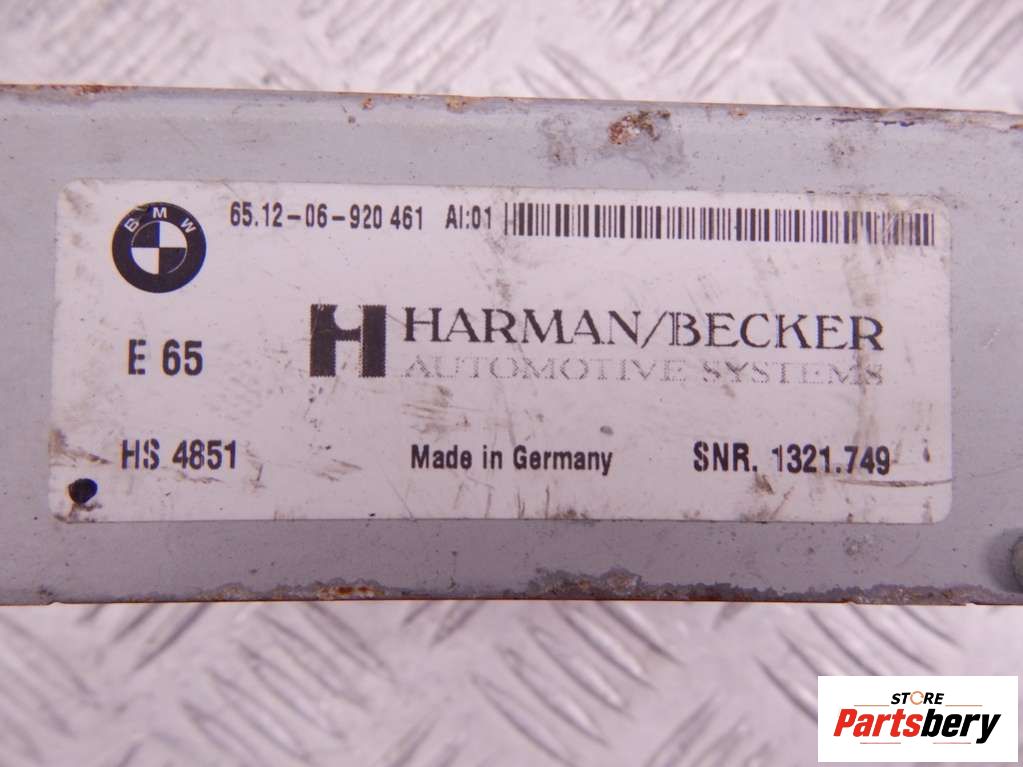 BMW
65.12-06-920 461 AI:01
E 65
H HARMAN/BECKER
AUTOMOTIVE SYSTEMS
HS 4851 Made in Germany SNR. 1321.749
STORE
Partsbery